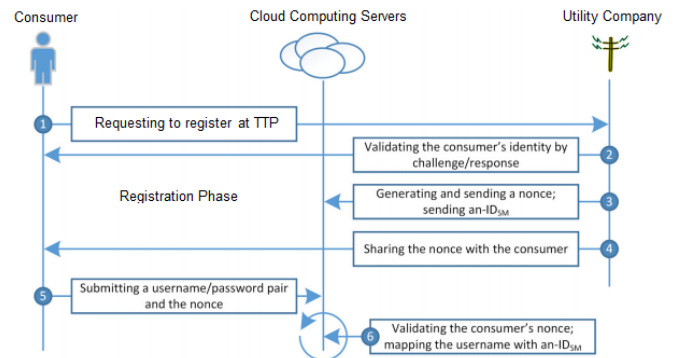 Consumer
Cloud Computing Servers
Utility Company
1
Requesting to register at TTP
Validating the consumer's identity by
challenge/response
2
Registration Phase
Generating and sending a nonce;
sending an-IDSM
3
Sharing the nonce with the consumer
4
5
Submitting a username/password pair
and the nonce
6
Validating the consumer's nonce;
mapping the username with an-IDSM